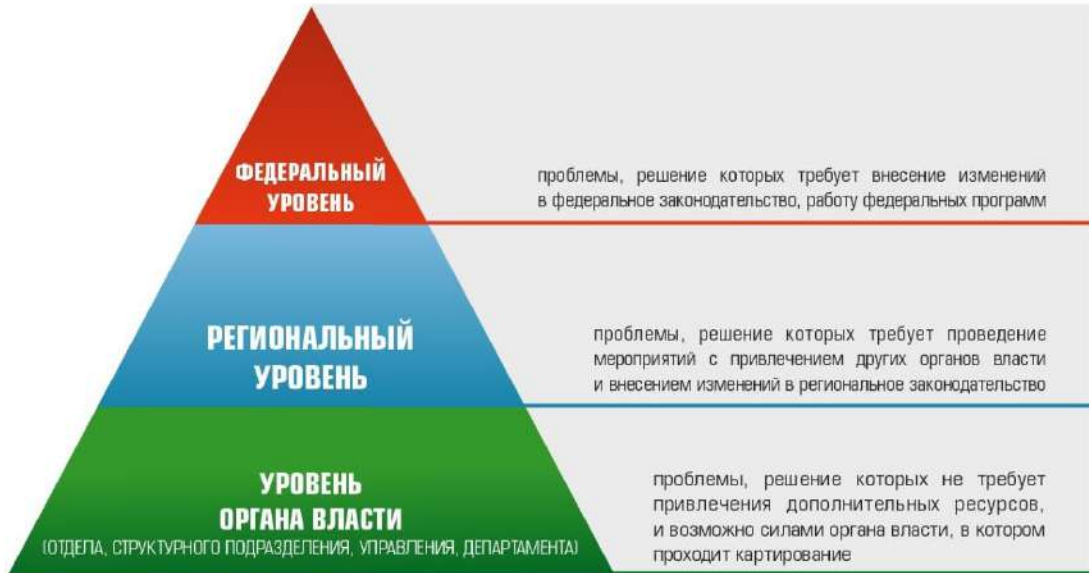 ФЕДЕРАЛЬНЫЙ
УРОВЕНЬ
проблемы, решение которых требует внесение изменений
в федеральное законодательство, работу федеральных программ
РЕГИОНАЛЬНЫЙ
УРОВЕНЬ
проблемы, решение которых требует проведение
мероприятий с привлечением других органов власти
и внесением изменений в региональное законодательство
УРОВЕНЬ
ОРГАНА ВЛАСТИ
(ОТДЕЛА, СТРУКТУРНОГО ПОДРАЗДЕЛЕНИЯ, УПРАВЛЕНИЯ, ДЕПАРТАМЕНТА)
проблемы, решение которых не требует
привлечения дополнительных ресурсов,
и возможно силами органа власти, в котором
проходит картирование